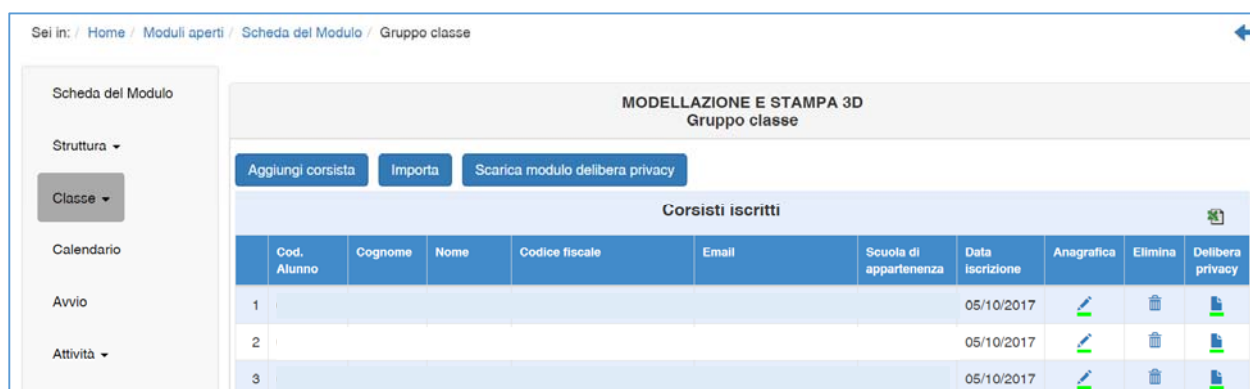 Sei in: / Home / Moduli aperti / Scheda del Modulo / Gruppo classe
Scheda del Modulo
Struttura
Classe
Calendario
Avvio
Attività
MODELLAZIONE E STAMPA 3D
Gruppo classe
Aggiungi corsista Importa Scarica modulo delibera privacy
Corsisti iscritti
Cod. Alunno Cognome Nome Codice fiscale Email Scuola di appartenenza Data iscrizione Anagrafica Elimina Delibera privacy
1 05/10/2017
2 05/10/2017
3 05/10/2017